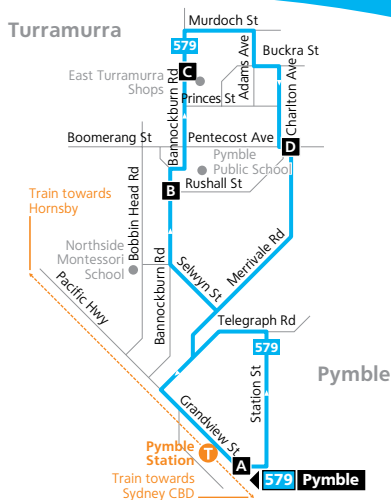 Turramurra
Murdoch St
579
Adams Ave
Buckra St
C
East Turramurra
Shops
Bannockburn Rd
Princes St
Charlton Ave
Boomerang St
Pentecost Ave
D
Pymble
Public School
B
Rushall St
Train towards
Hornsby
Bobbin Head Rd
Northside
Montessori
School
Bannockburn Rd
Selwyn St
Merrivale Rd
Pacific Hwy
Telegraph Rd
579
Station St
Pymble
Grandview St
Pymble
Station
T
A
579 Pymble
Train towards
Sydney CBD